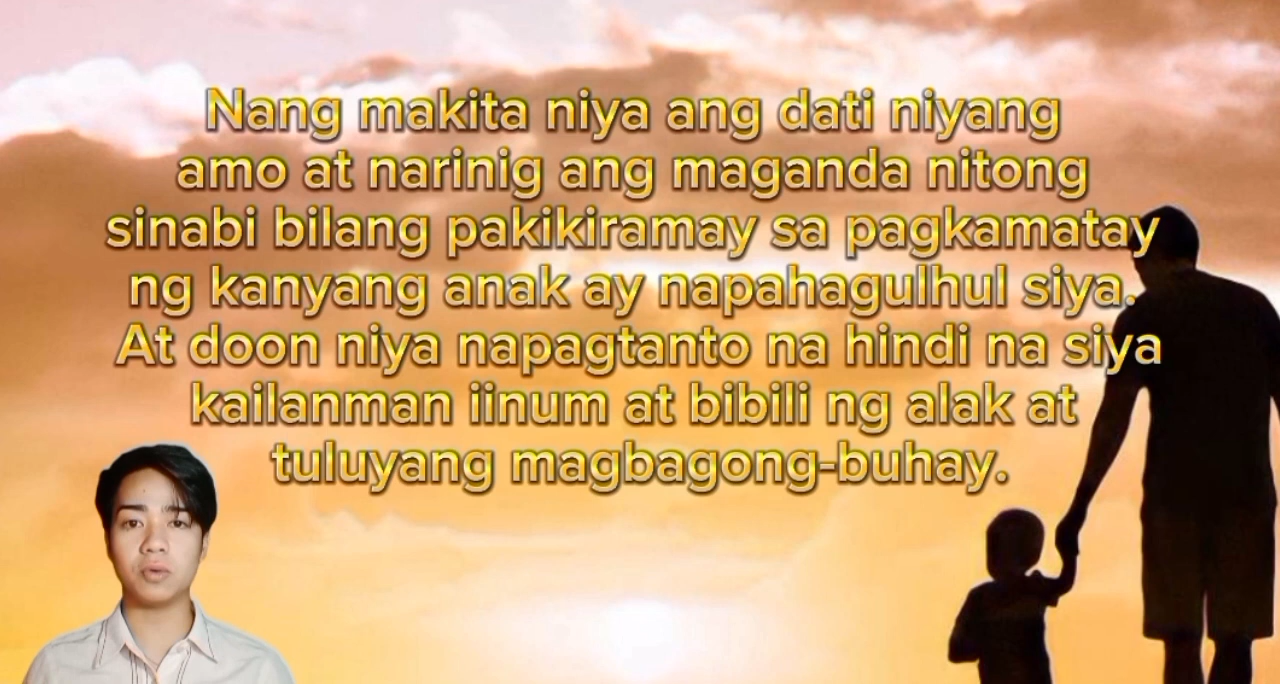 Nang makita niya ang dati niyang
amo at narinig ang maganda nitong
sinabi bilang pakikiramay sa pagkamatay
ng kanyang anak ay napahagulhul siya.
At doon niya napagtanto na hindi na siya
kailanman iinum at bibili ng alak at
tuluyang magbagong-buhay.